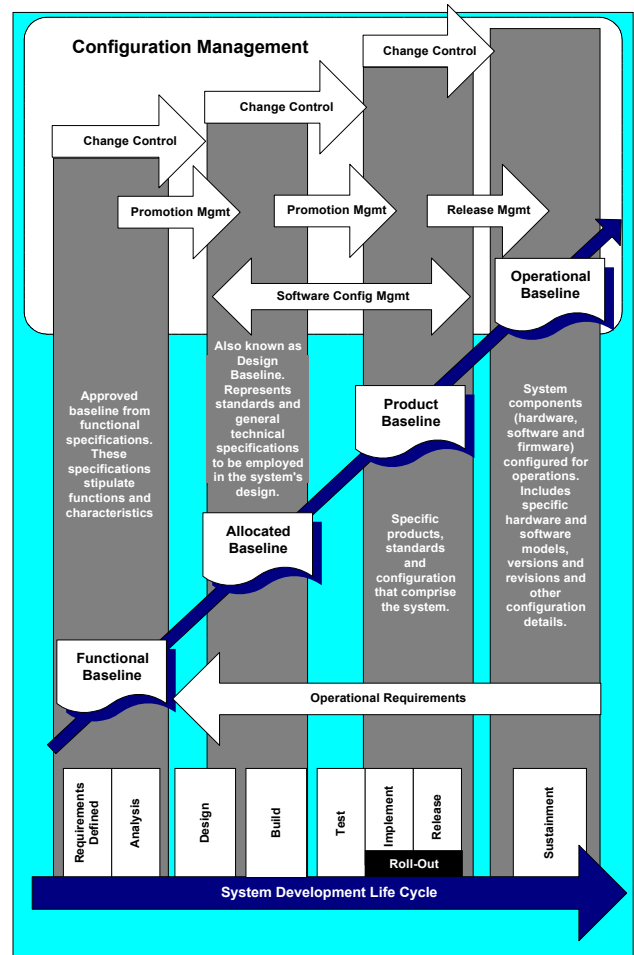 Configuration Management
Change Control
Change Control
Change Control
Promotion Mgmt
Promotion Mgmt
Release Mgmt
Software Config Mgmt
Operational
Baseline
Also known as
Design
Baseline.
Represents
standards and
general
technical
specifications
to be employed
in the system's
design.
Approved
baseline from
functional
specifications.
These
specifications
stipulate
functions and
characteristics
Product
Baseline
System
components
(hardware,
software and
firmware)
configured for
operations.
Includes
specific
hardware and
software
models,
versions and
revisions and
other
configuration
details.
Allocated
Baseline
Specific
products,
standards
and
configuration
that comprise
the system.
Functional
Baseline
Operational Requirements
Requirements
Defined
Analysis
Design
Build
Test
Implement
Release
Roll-Out
Sustainment
System Development Life Cycle